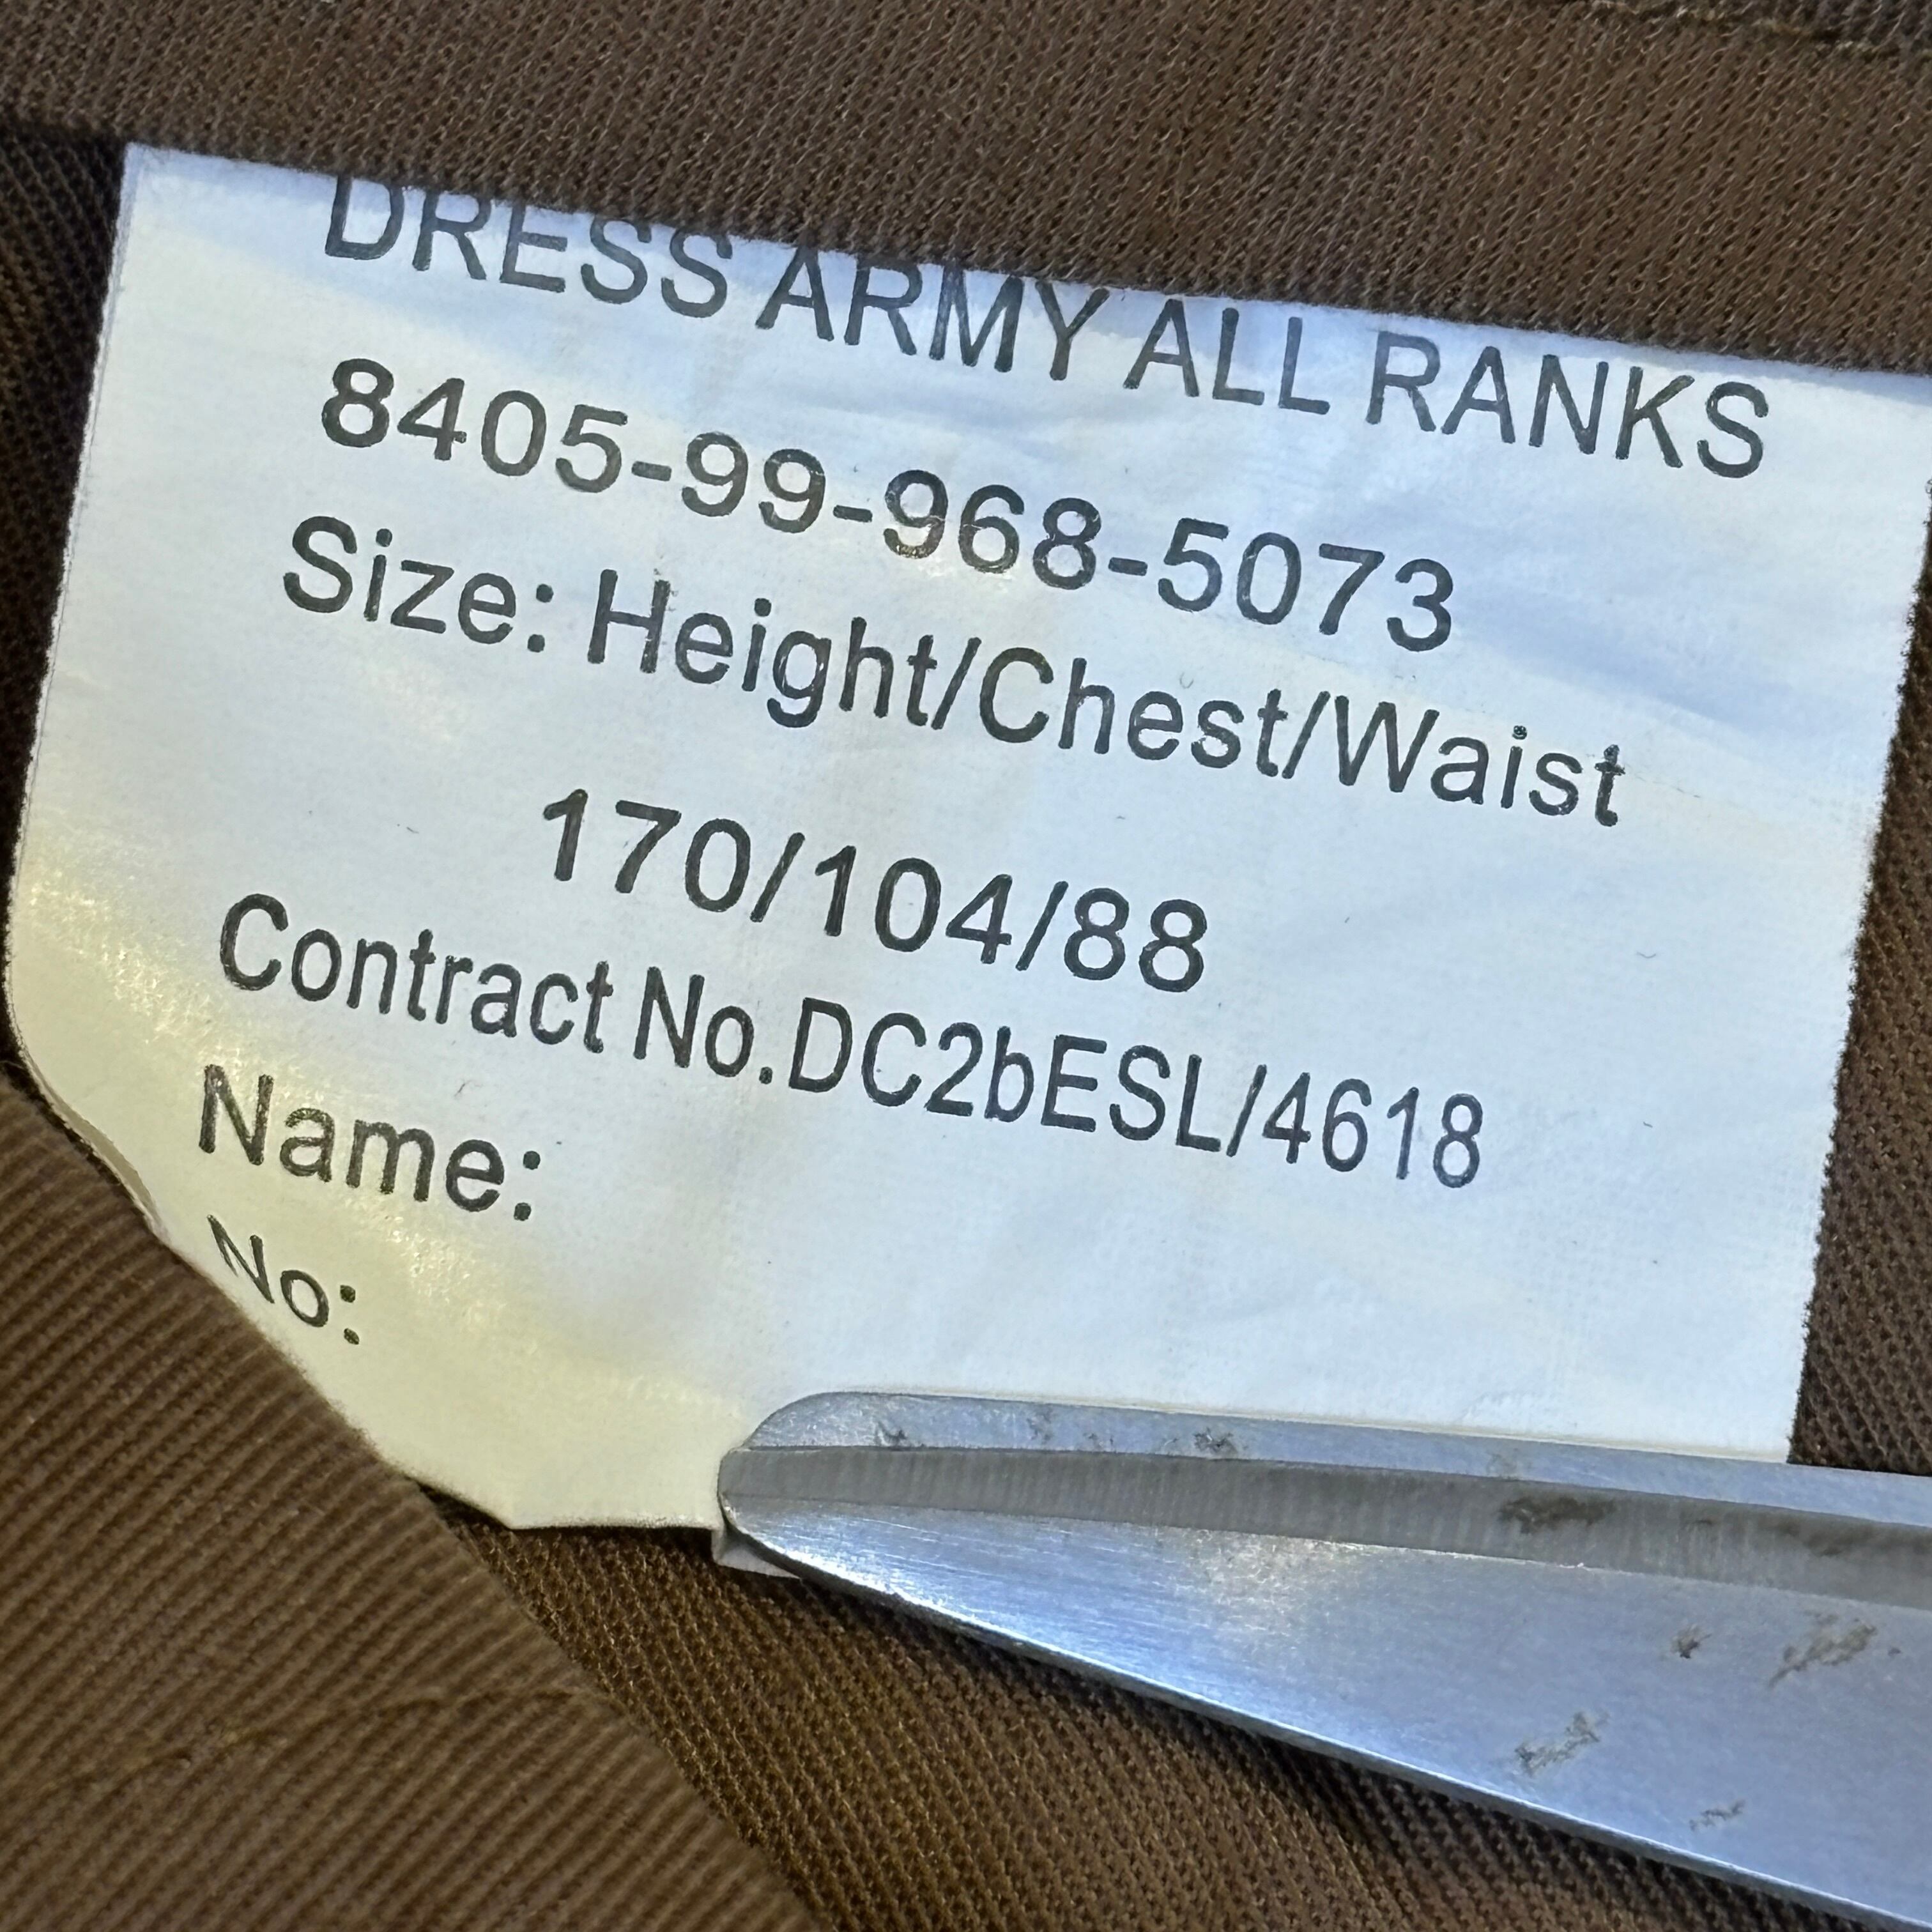 DRESS ARMY ALL RANKS
8405-99-968-5073
Size: Height/Chest/Waist
170/104/88
Contract No.DC2bESL/4618
Name:
No: